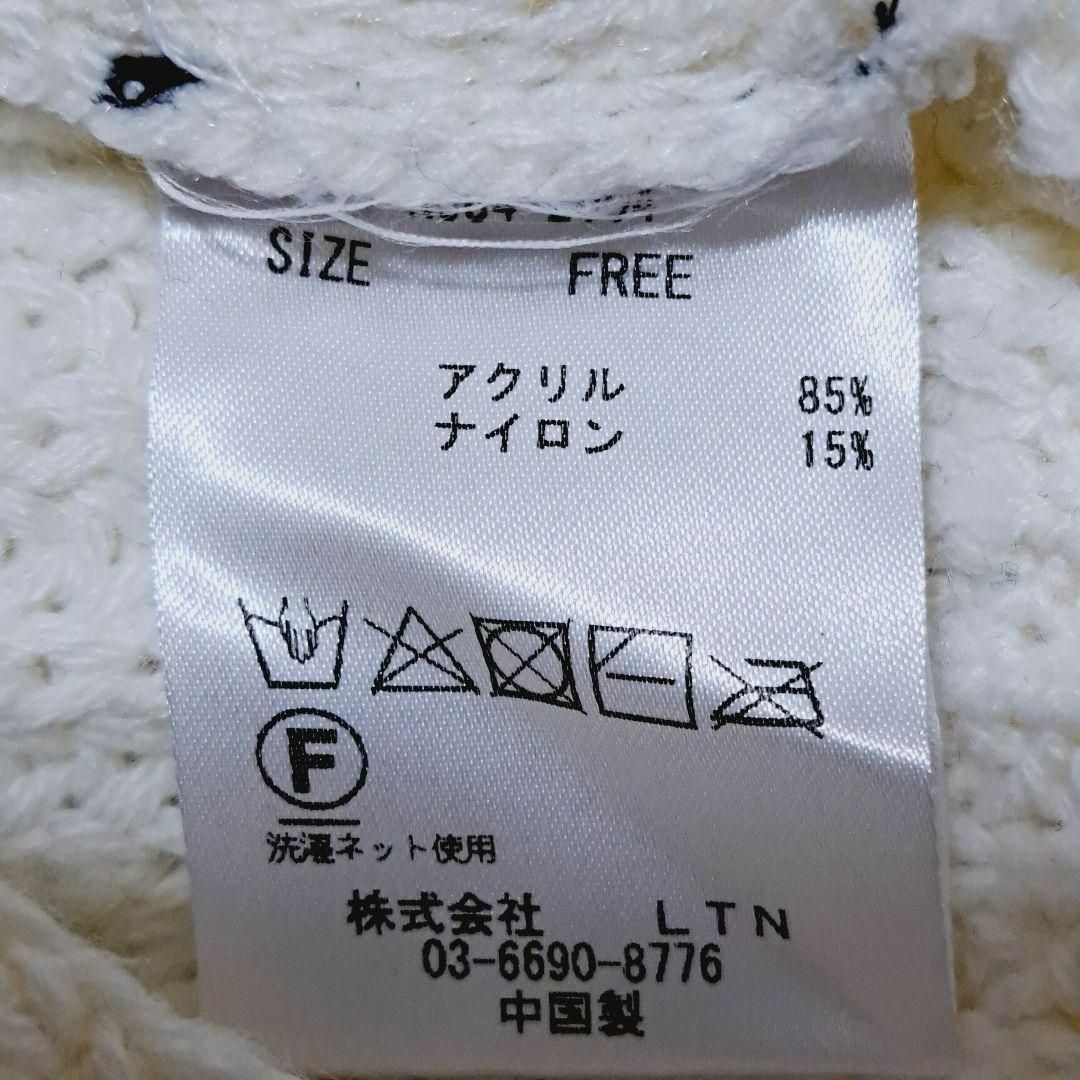 SIZE FREE
アクリル 85%
ナイロン 15%
F
洗濯ネット使用
株式会社 LTN
03-6690-8776
中国製